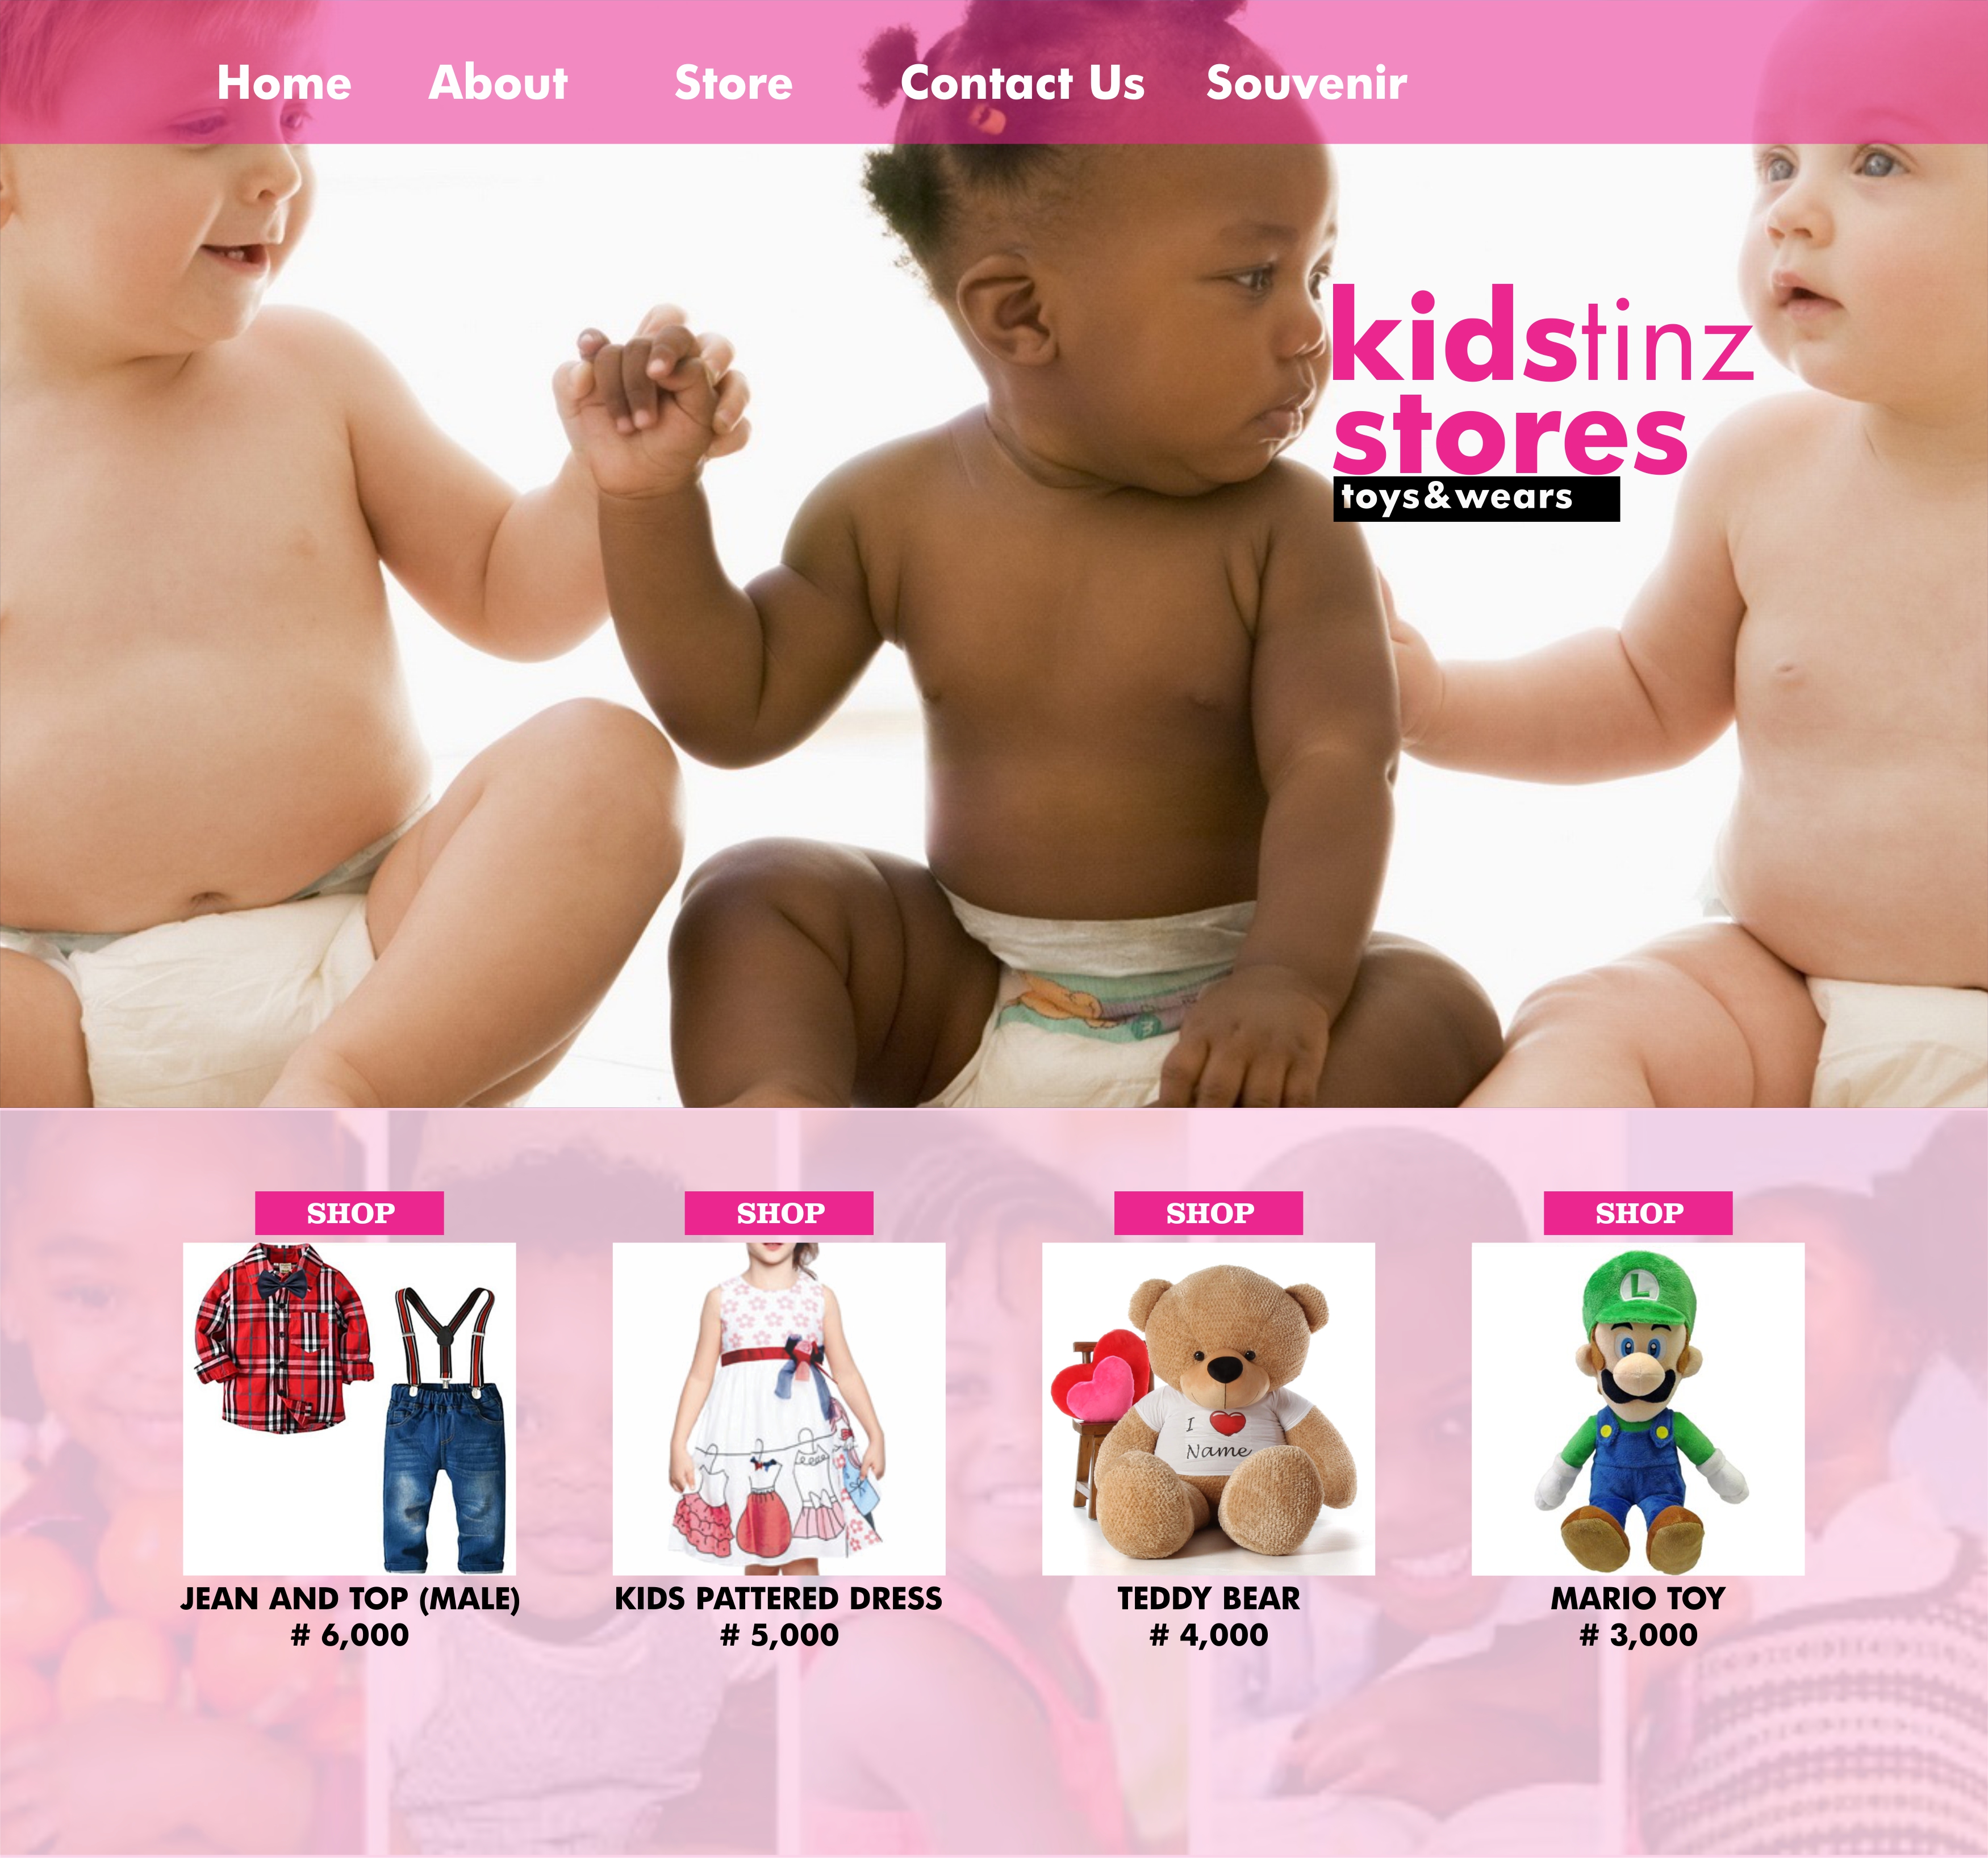 Home About Store Contact Us Souvenir
kidstinz
stores
toys&wears
SHOP SHOP SHOP SHOP
I
Name
L
JEAN AND TOP (MALE) KIDS PATTERED DRESS TEDDY BEAR MARIO TOY
# 6,000 # 5,000 # 4,000 # 3,000